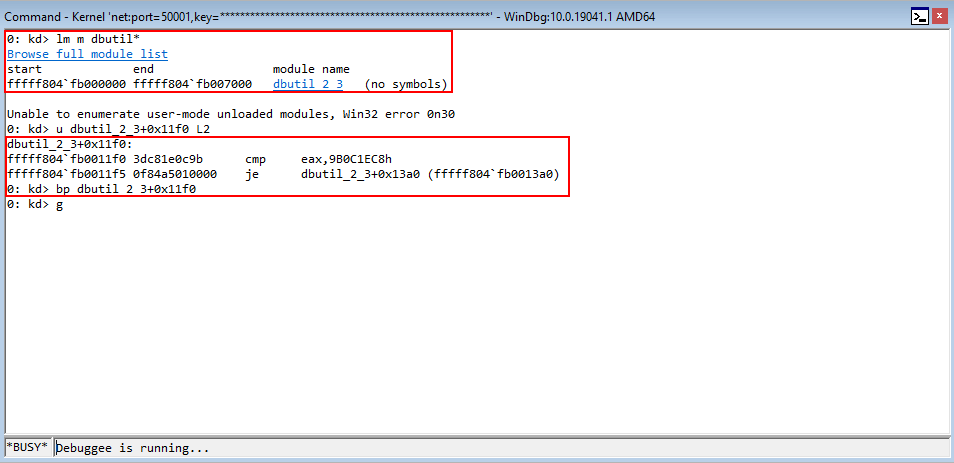 Command - Kernel 'net:port=50001,key=******************************************************' - WinDbg:10.0.19041.1 AMD64
0: kd> lm m dbutil*
Browse full module list
start             end                 module name
fffff804`fb000000 fffff804`fb007000   dbutil_2_3   (no symbols)
Unable to enumerate user-mode unloaded modules, Win32 error 0n30
0: kd> u dbutil_2_3+0x11f0 L2
dbutil_2_3+0x11f0:
fffff804`fb0011f0 3dc81e0c9b      cmp     eax,9B0C1EC8h
fffff804`fb0011f5 0f84a5010000    je      dbutil_2_3+0x13a0 (fffff804`fb0013a0)
0: kd> bp dbutil_2_3+0x11f0
0: kd> g
*BUSY* Debuggee is running...